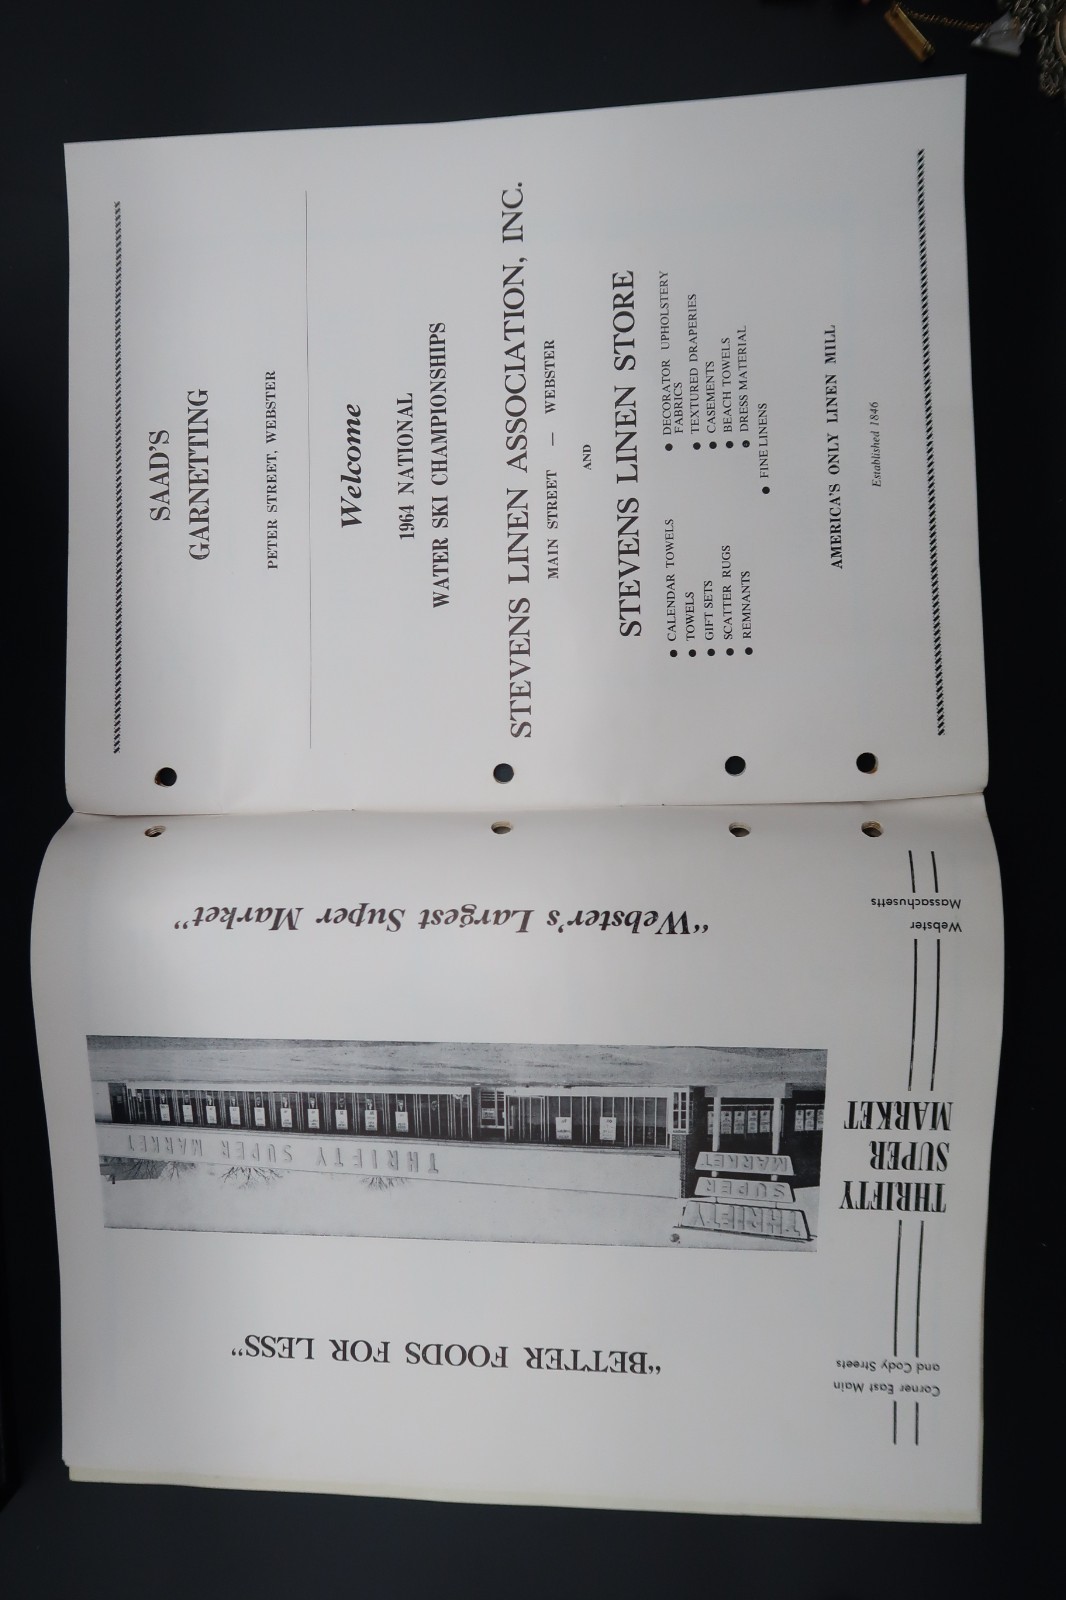 SAAD'S
GARNETTING
PETER STREET, WEBSTER
Welcome
1964 NATIONAL
WATER SKI CHAMPIONSHIPS
STEVENS LINEN ASSOCIATION, INC.
MAIN STREET — WEBSTER
AND
STEVENS LINEN STORE
● CALENDAR TOWELS
● TOWELS
● GIFT SETS
● SCATTER RUGS
● REMNANTS
● DECORATOR UPHOLSTERY
FABRICS
● TEXTURED DRAPERIES
● CASEMENTS
● BEACH TOWELS
● DRESS MATERIAL
● FINE LINENS
AMERICA'S ONLY LINEN MILL
Established 1846
Corner East Main
and Cody Streets
THRIFTY
SUPER
MARKET
Webster
Massachusetts
THRIFTY
SUPER
MARKET
THRIFTY SUPER MARKET
"BETTER FOODS FOR LESS"
"Webster's Largest Super Market"